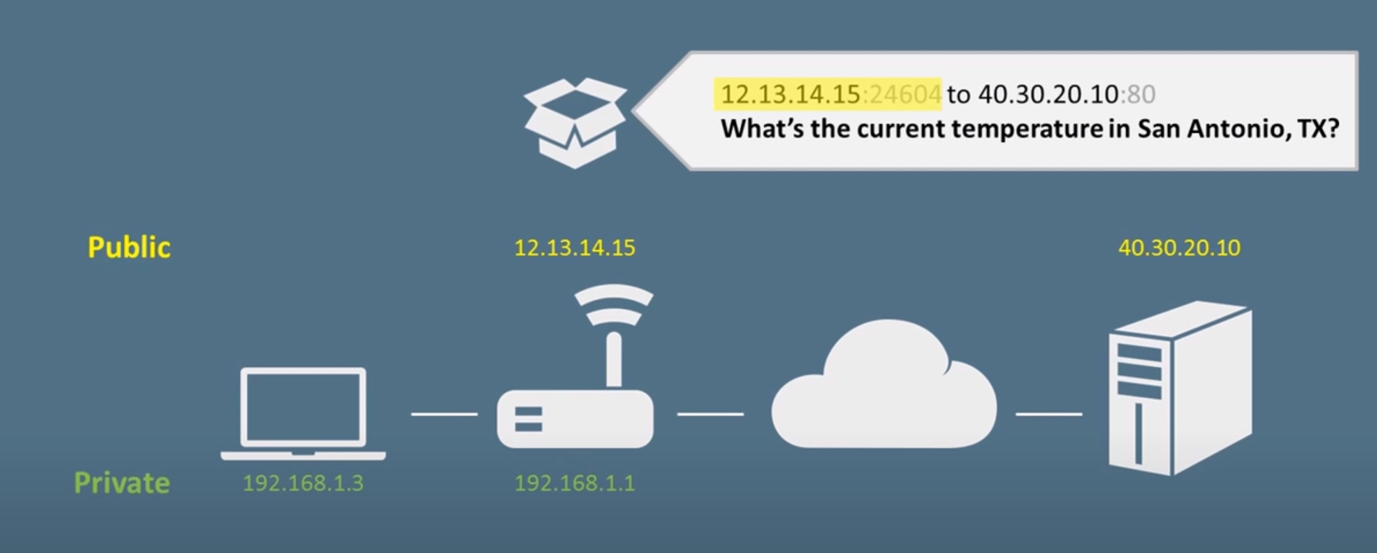 12.13.14.15:24604 to 40.30.20.10:80
What's the current temperature in San Antonio, TX?
Public
12.13.14.15
40.30.20.10
Private
192.168.1.3
192.168.1.1